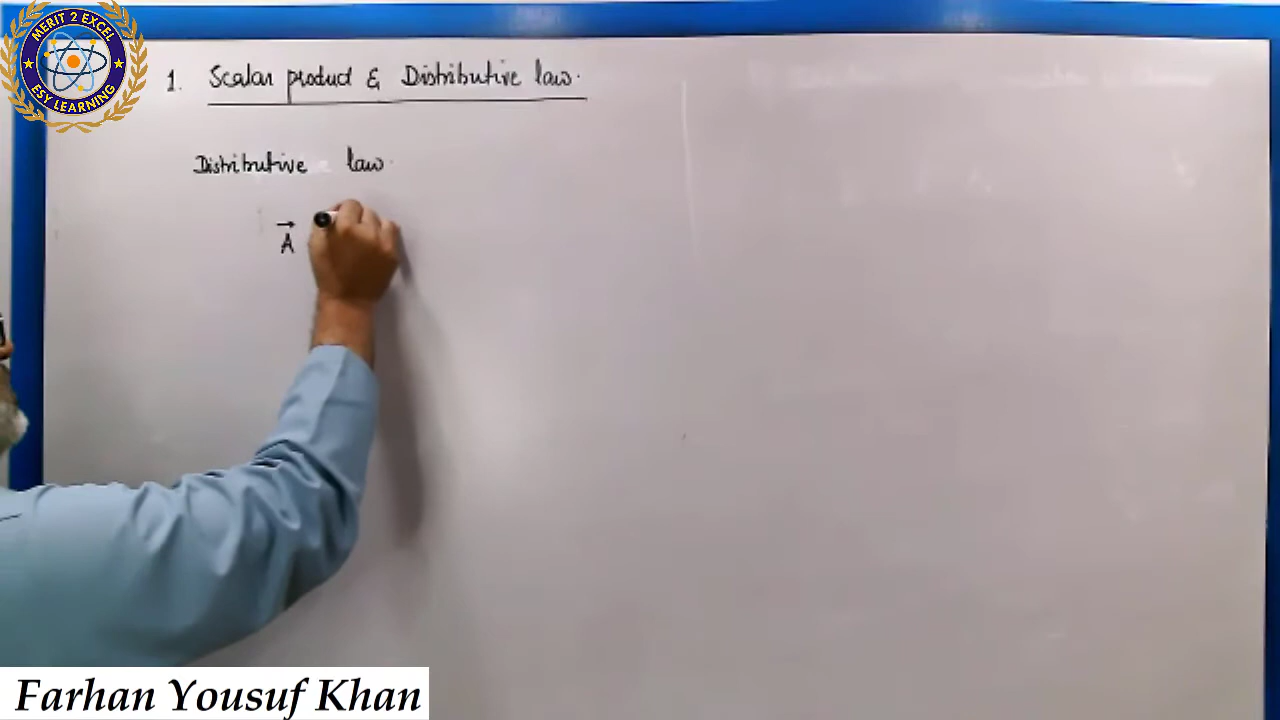 MERIT 2 EXCEL
ESY LEARNING
1. Scalar product & Distributive law.
Distributive law.
A
Farhan Yousuf Khan